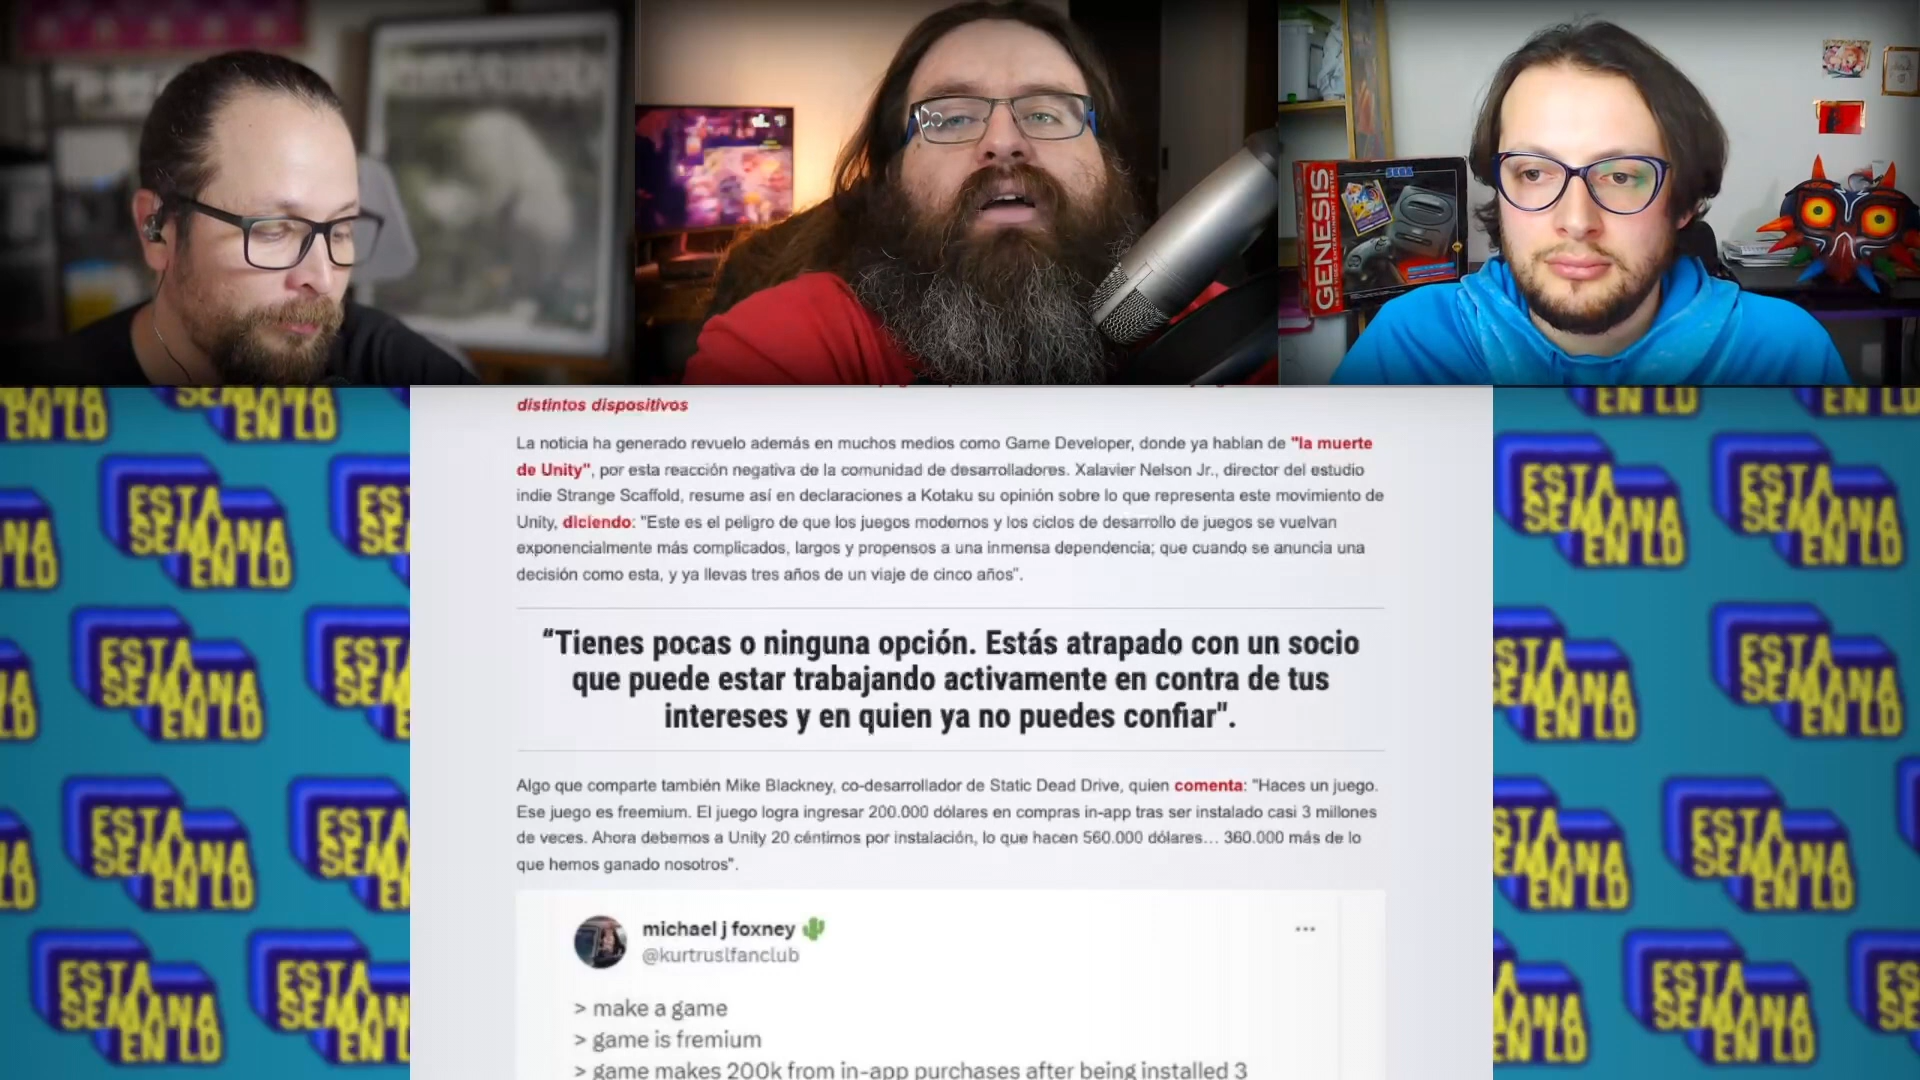 SEGA
GENESIS
distintos dispositivos
La noticia ha generado revuelo además en muchos medios como Game Developer, donde ya hablan de "la muerte
de Unity", por esta reacción negativa de la comunidad de desarrolladores. Xalavier Nelson Jr., director del estudio
indie Strange Scaffold, resume así en declaraciones a Kotaku su opinión sobre lo que representa este movimiento de
Unity, diciendo: "Este es el peligro de que los juegos modernos y los ciclos de desarrollo de juegos se vuelvan
exponencialmente más complicados, largos y propensos a una inmensa dependencia; que cuando se anuncia una
decisión como esta, y ya llevas tres años de un viaje de cinco años".
“Tienes pocas o ninguna opción. Estás atrapado con un socio
que puede estar trabajando activamente en contra de tus
intereses y en quien ya no puedes confiar".
Algo que comparte también Mike Blackney, co-desarrollador de Static Dead Drive, quien comenta: "Haces un juego.
Ese juego es freemium. El juego logra ingresar 200.000 dólares en compras in-app tras ser instalado casi 3 millones
de veces. Ahora debemos a Unity 20 céntimos por instalación, lo que hacen 560.000 dólares... 360.000 más de lo
que hemos ganado nosotros".
michael j foxney
@kurtruslfanclub
> make a game
> game is fremium
> game makes 200k from in-app purchases after being installed 3
ESTA
SEMANA
EN LD